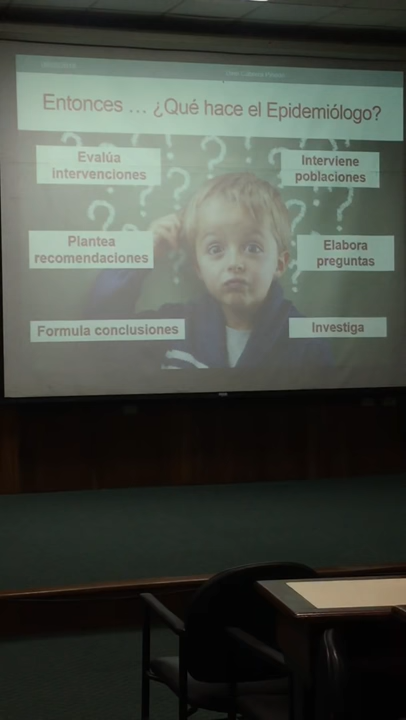 Entonces ... ¿Qué hace el Epidemiólogo?
Evalúa
intervenciones
Interviene
poblaciones
Plantea
recomendaciones
Elabora
preguntas
Formula conclusiones
Investiga